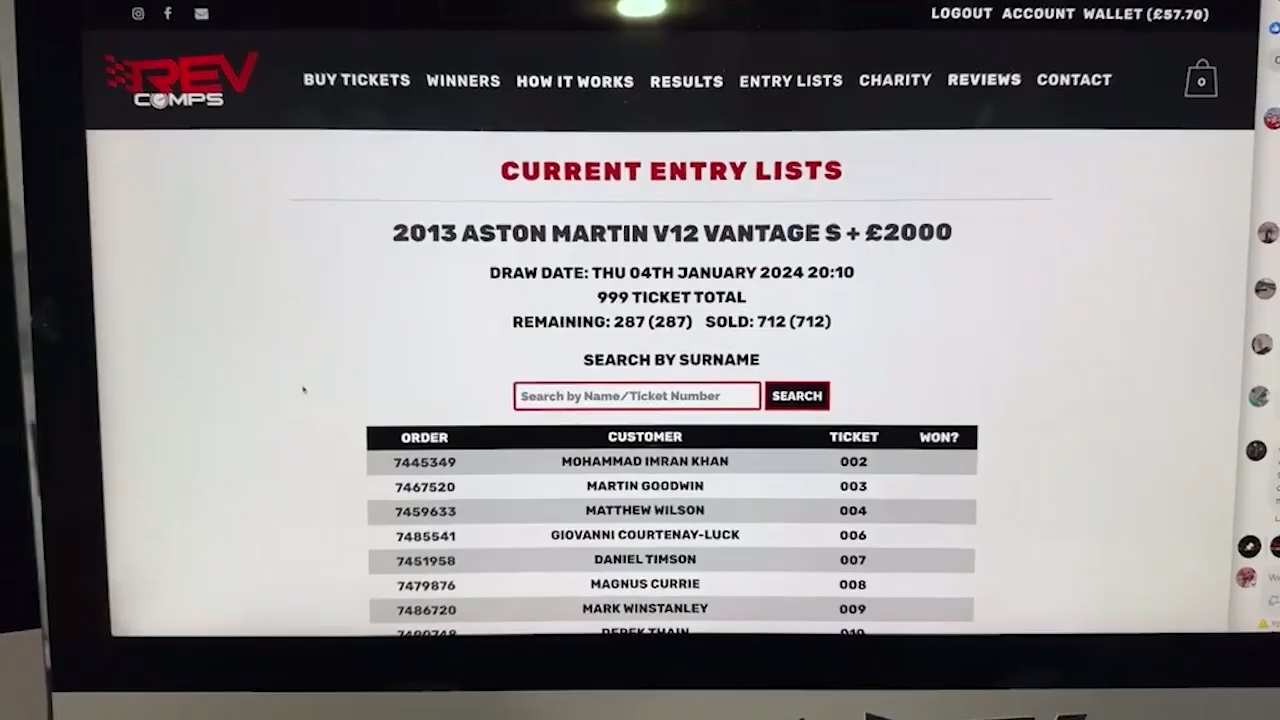 LOGOUT ACCOUNT WALLET (£57.70)
REV COMPS
BUY TICKETS WINNERS HOW IT WORKS RESULTS ENTRY LISTS CHARITY REVIEWS CONTACT
0
CURRENT ENTRY LISTS
2013 ASTON MARTIN V12 VANTAGE S + £2000
DRAW DATE: THU 04TH JANUARY 2024 20:10
999 TICKET TOTAL
REMAINING: 287 (287) SOLD: 712 (712)
SEARCH BY SURNAME
Search by Name/Ticket Number SEARCH
ORDER CUSTOMER TICKET WON?
7445349 MOHAMMAD IMRAN KHAN 002
7467520 MARTIN GOODWIN 003
7459633 MATTHEW WILSON 004
7485541 GIOVANNI COURTENAY-LUCK 006
7451958 DANIEL TIMSON 007
7479876 MAGNUS CURRIE 008
7486720 MARK WINSTANLEY 009
DEREK THAIN 010